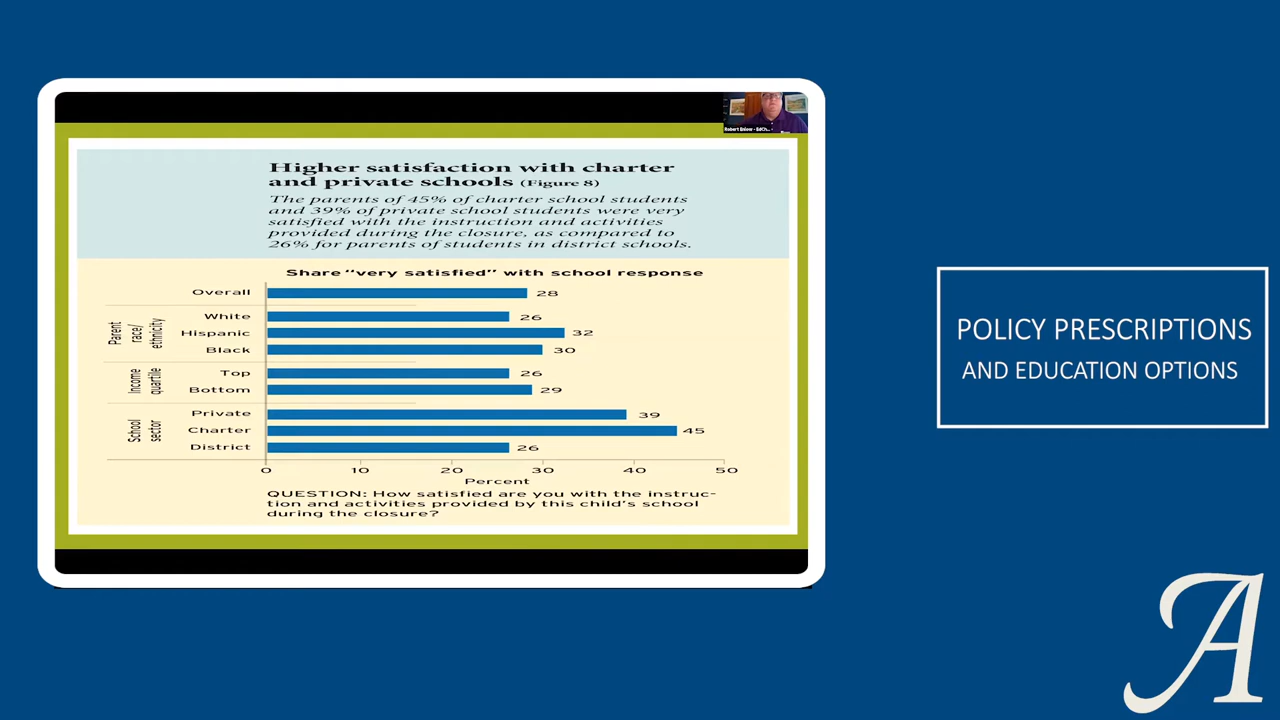 Robert Enlow - EdCh...
Higher satisfaction with charter
and private schools (Figure 8)
The parents of 45% of charter school students
and 39% of private school students were very
satisfied with the instruction and activities
provided during the closure, as compared to
26% for parents of students in district schools.
Share "very satisfied" with school response
Overall 28
Parent race/ ethnicity
White 26
Hispanic 32
Black 30
Income quartile
Top 26
Bottom 29
School sector
Private 39
Charter 45
District 26
0 10 20 30 40 50
Percent
QUESTION: How satisfied are you with the instruc-
tion and activities provided by this child's school
during the closure?
POLICY PRESCRIPTIONS
AND EDUCATION OPTIONS
A